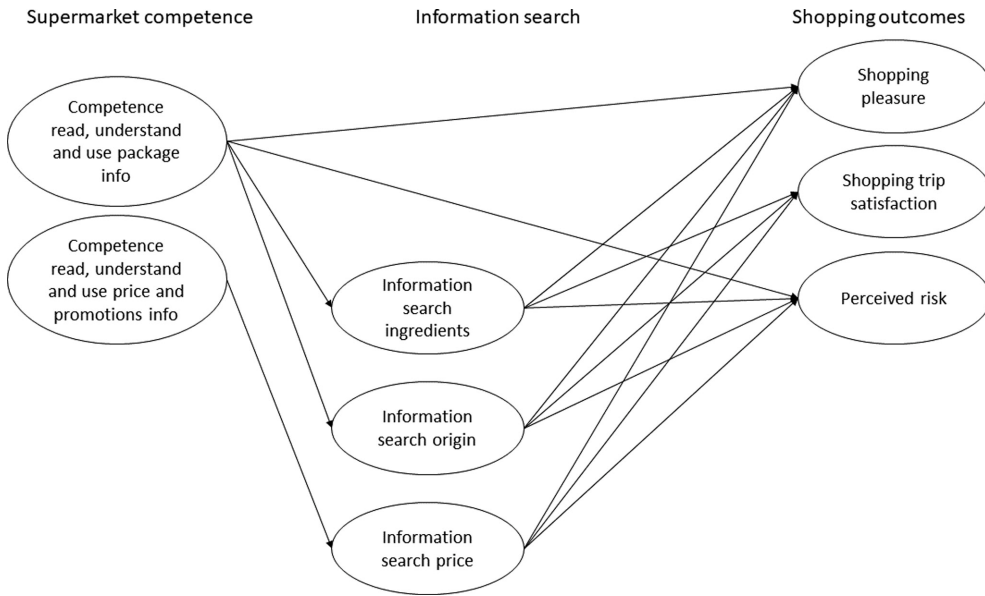 Supermarket competence
Information search
Shopping outcomes
Competence
read, understand
and use package
info
Competence
read, understand
and use price and
promotions info
Information
search
ingredients
Information
search origin
Information
search price
Shopping
pleasure
Shopping trip
satisfaction
Perceived risk